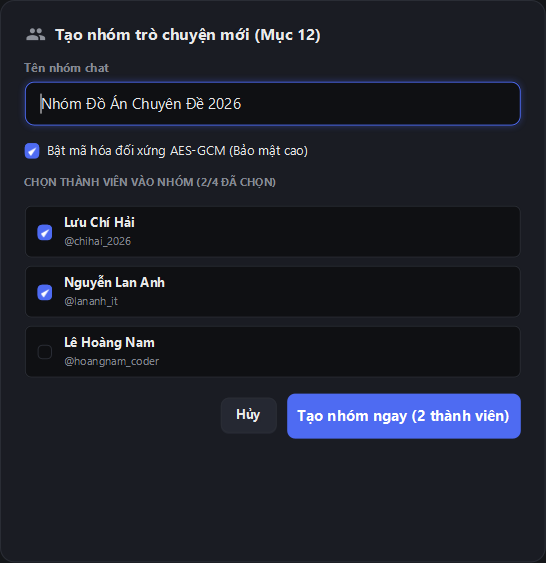 Tạo nhóm trò chuyện mới (Mục 12)
Tên nhóm chat
Nhóm Đồ Án Chuyên Đề 2026
Bật mã hóa đối xứng AES-GCM (Bảo mật cao)
CHỌN THÀNH VIÊN VÀO NHÓM (2/4 ĐÃ CHỌN)
Lưu Chí Hải
@chihai_2026
Nguyễn Lan Anh
@lananh_it
Lê Hoàng Nam
@hoangnam_coder
Hủy
Tạo nhóm ngay (2 thành viên)